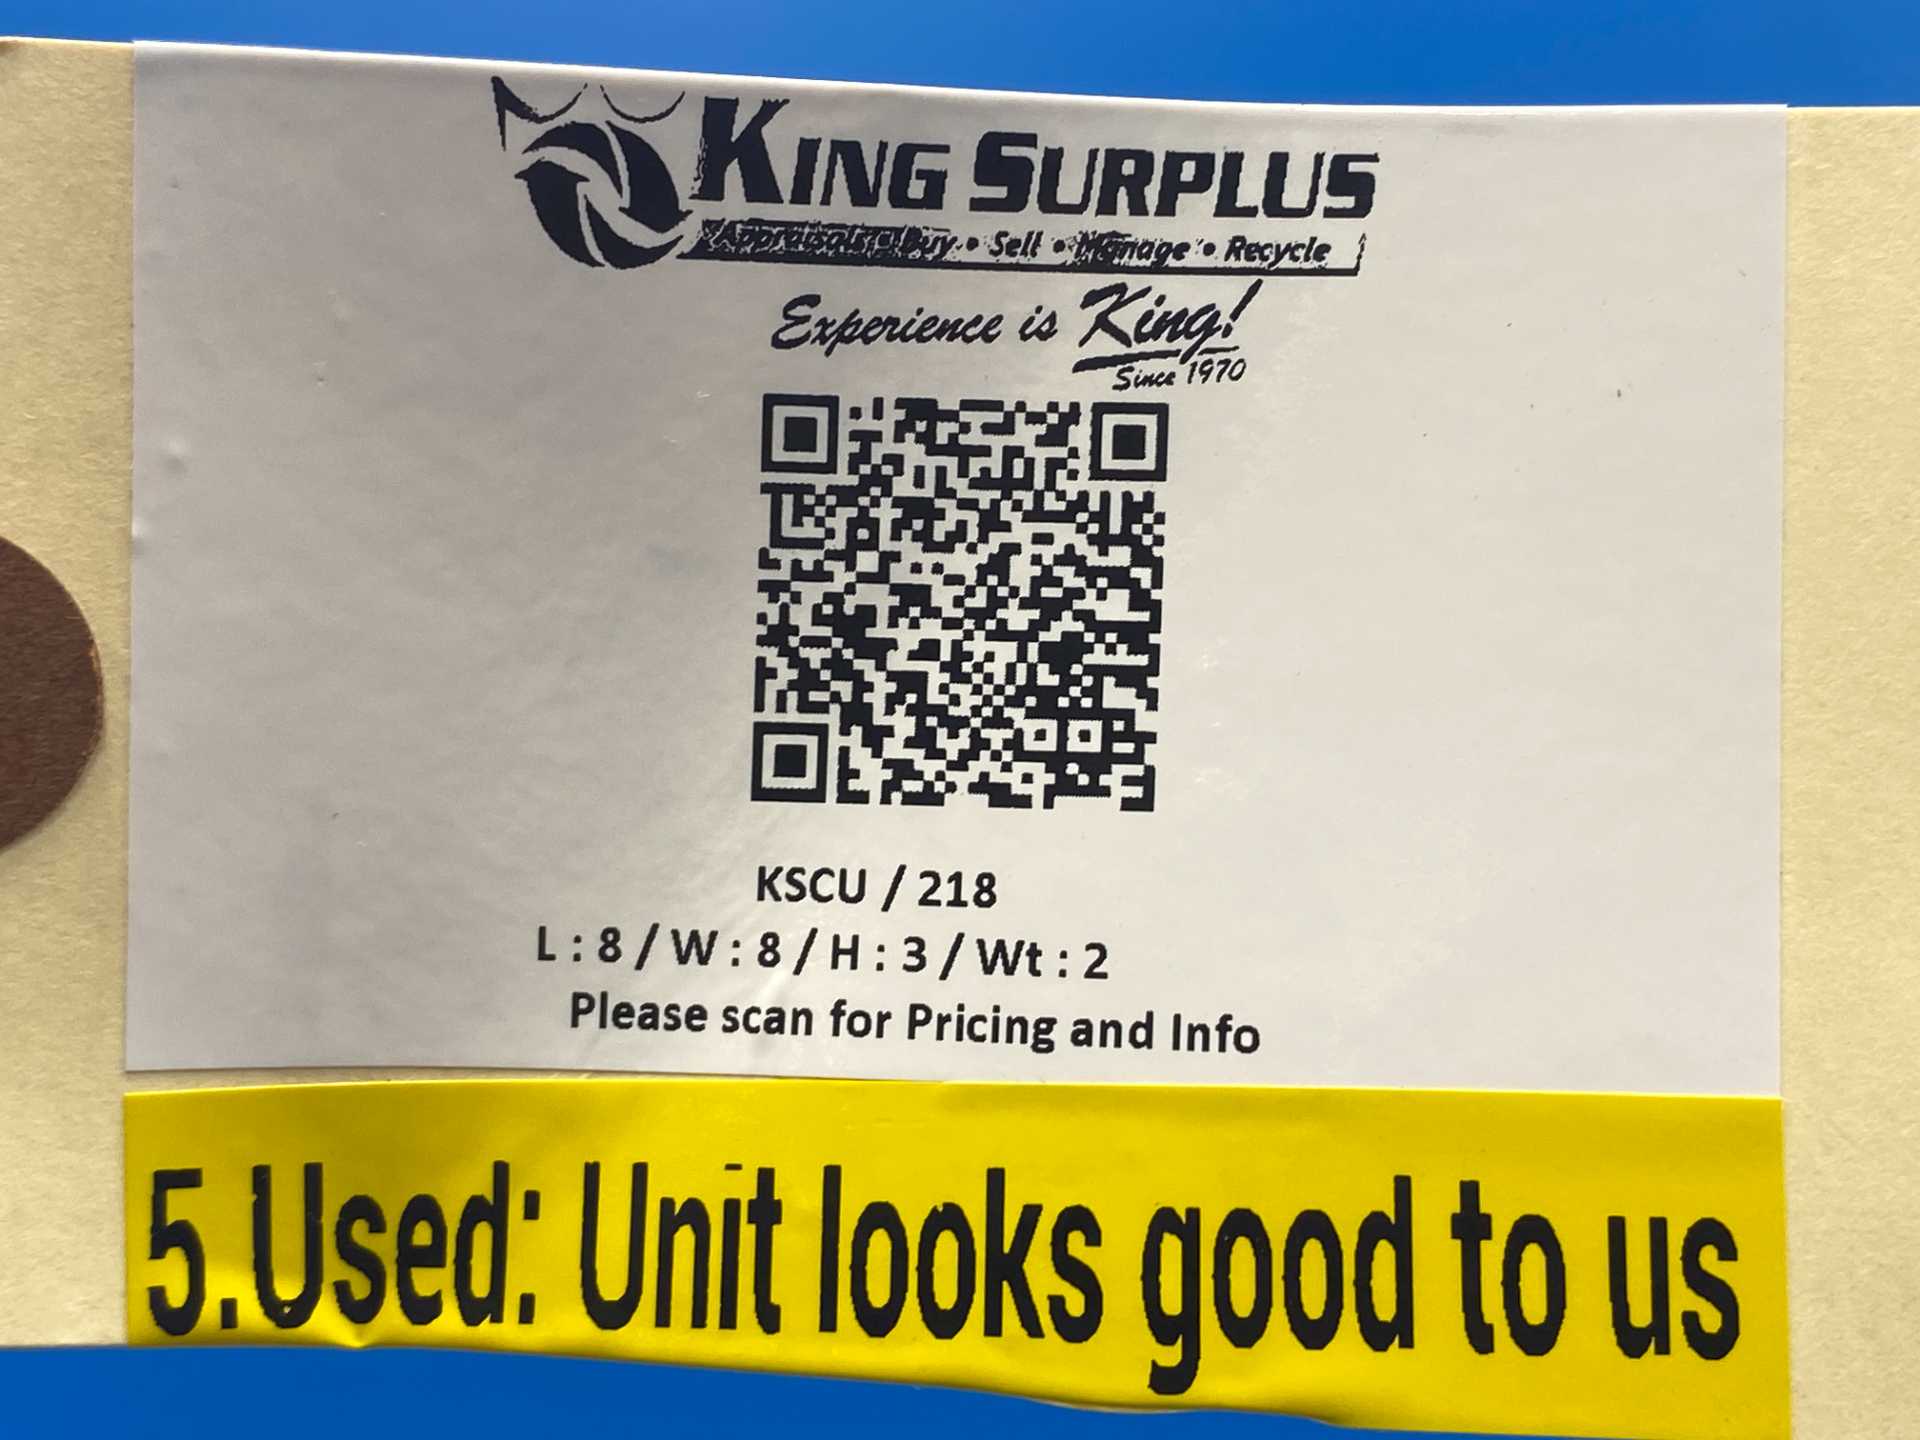 KING SURPLUS
Appraisals • Buy • Sell • Manage • Recycle
Experience is King!
Since 1970
KSCU / 218
L : 8 / W : 8 / H : 3 / Wt : 2
Please scan for Pricing and Info
5.Used: Unit looks good to us